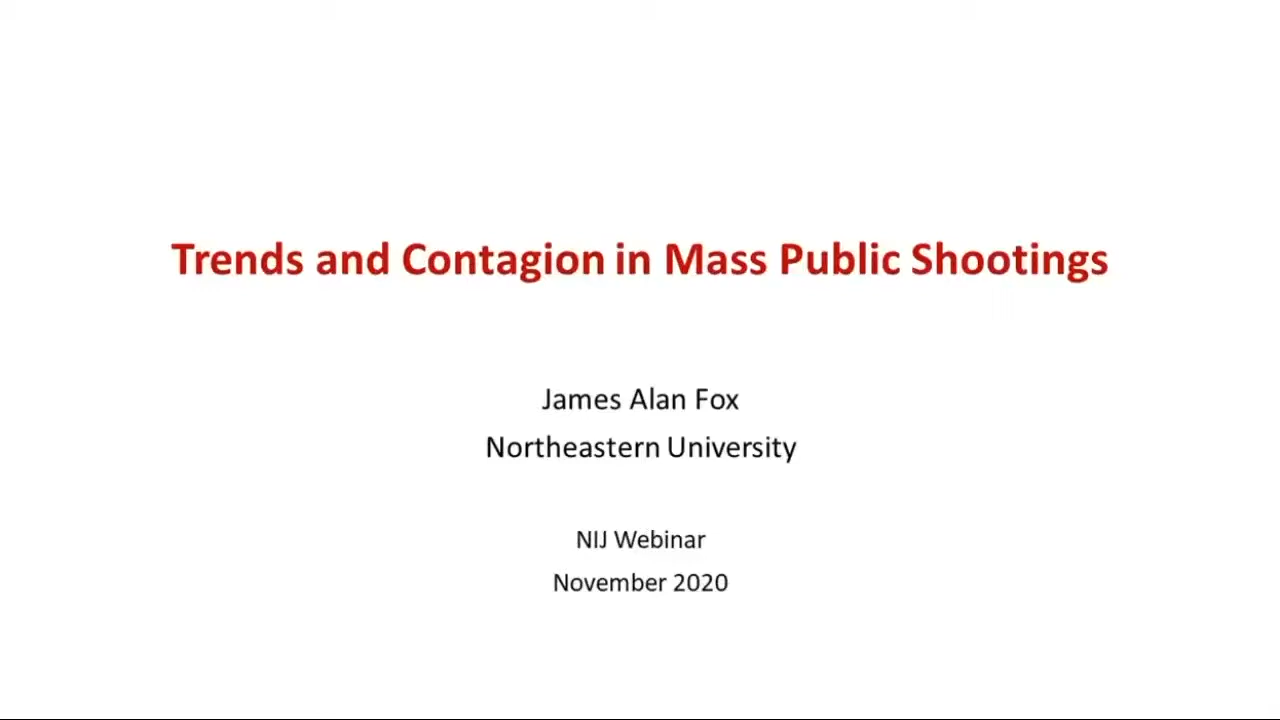 Trends and Contagion in Mass Public Shootings
James Alan Fox
Northeastern University
NIJ Webinar
November 2020